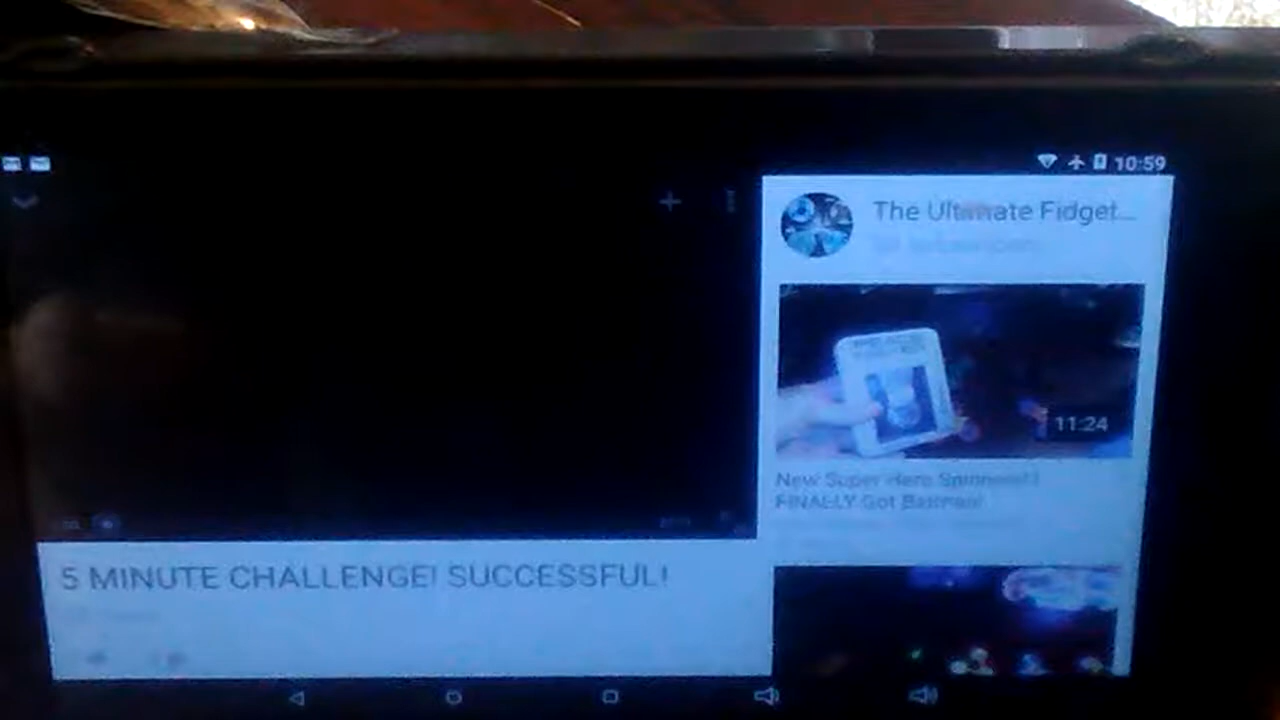 10:59
The Ultimate Fidget...
11:24
New Super Hero Spinners!!
FINALLY Got Batman!
5 MINUTE CHALLENGE! SUCCESSFUL!